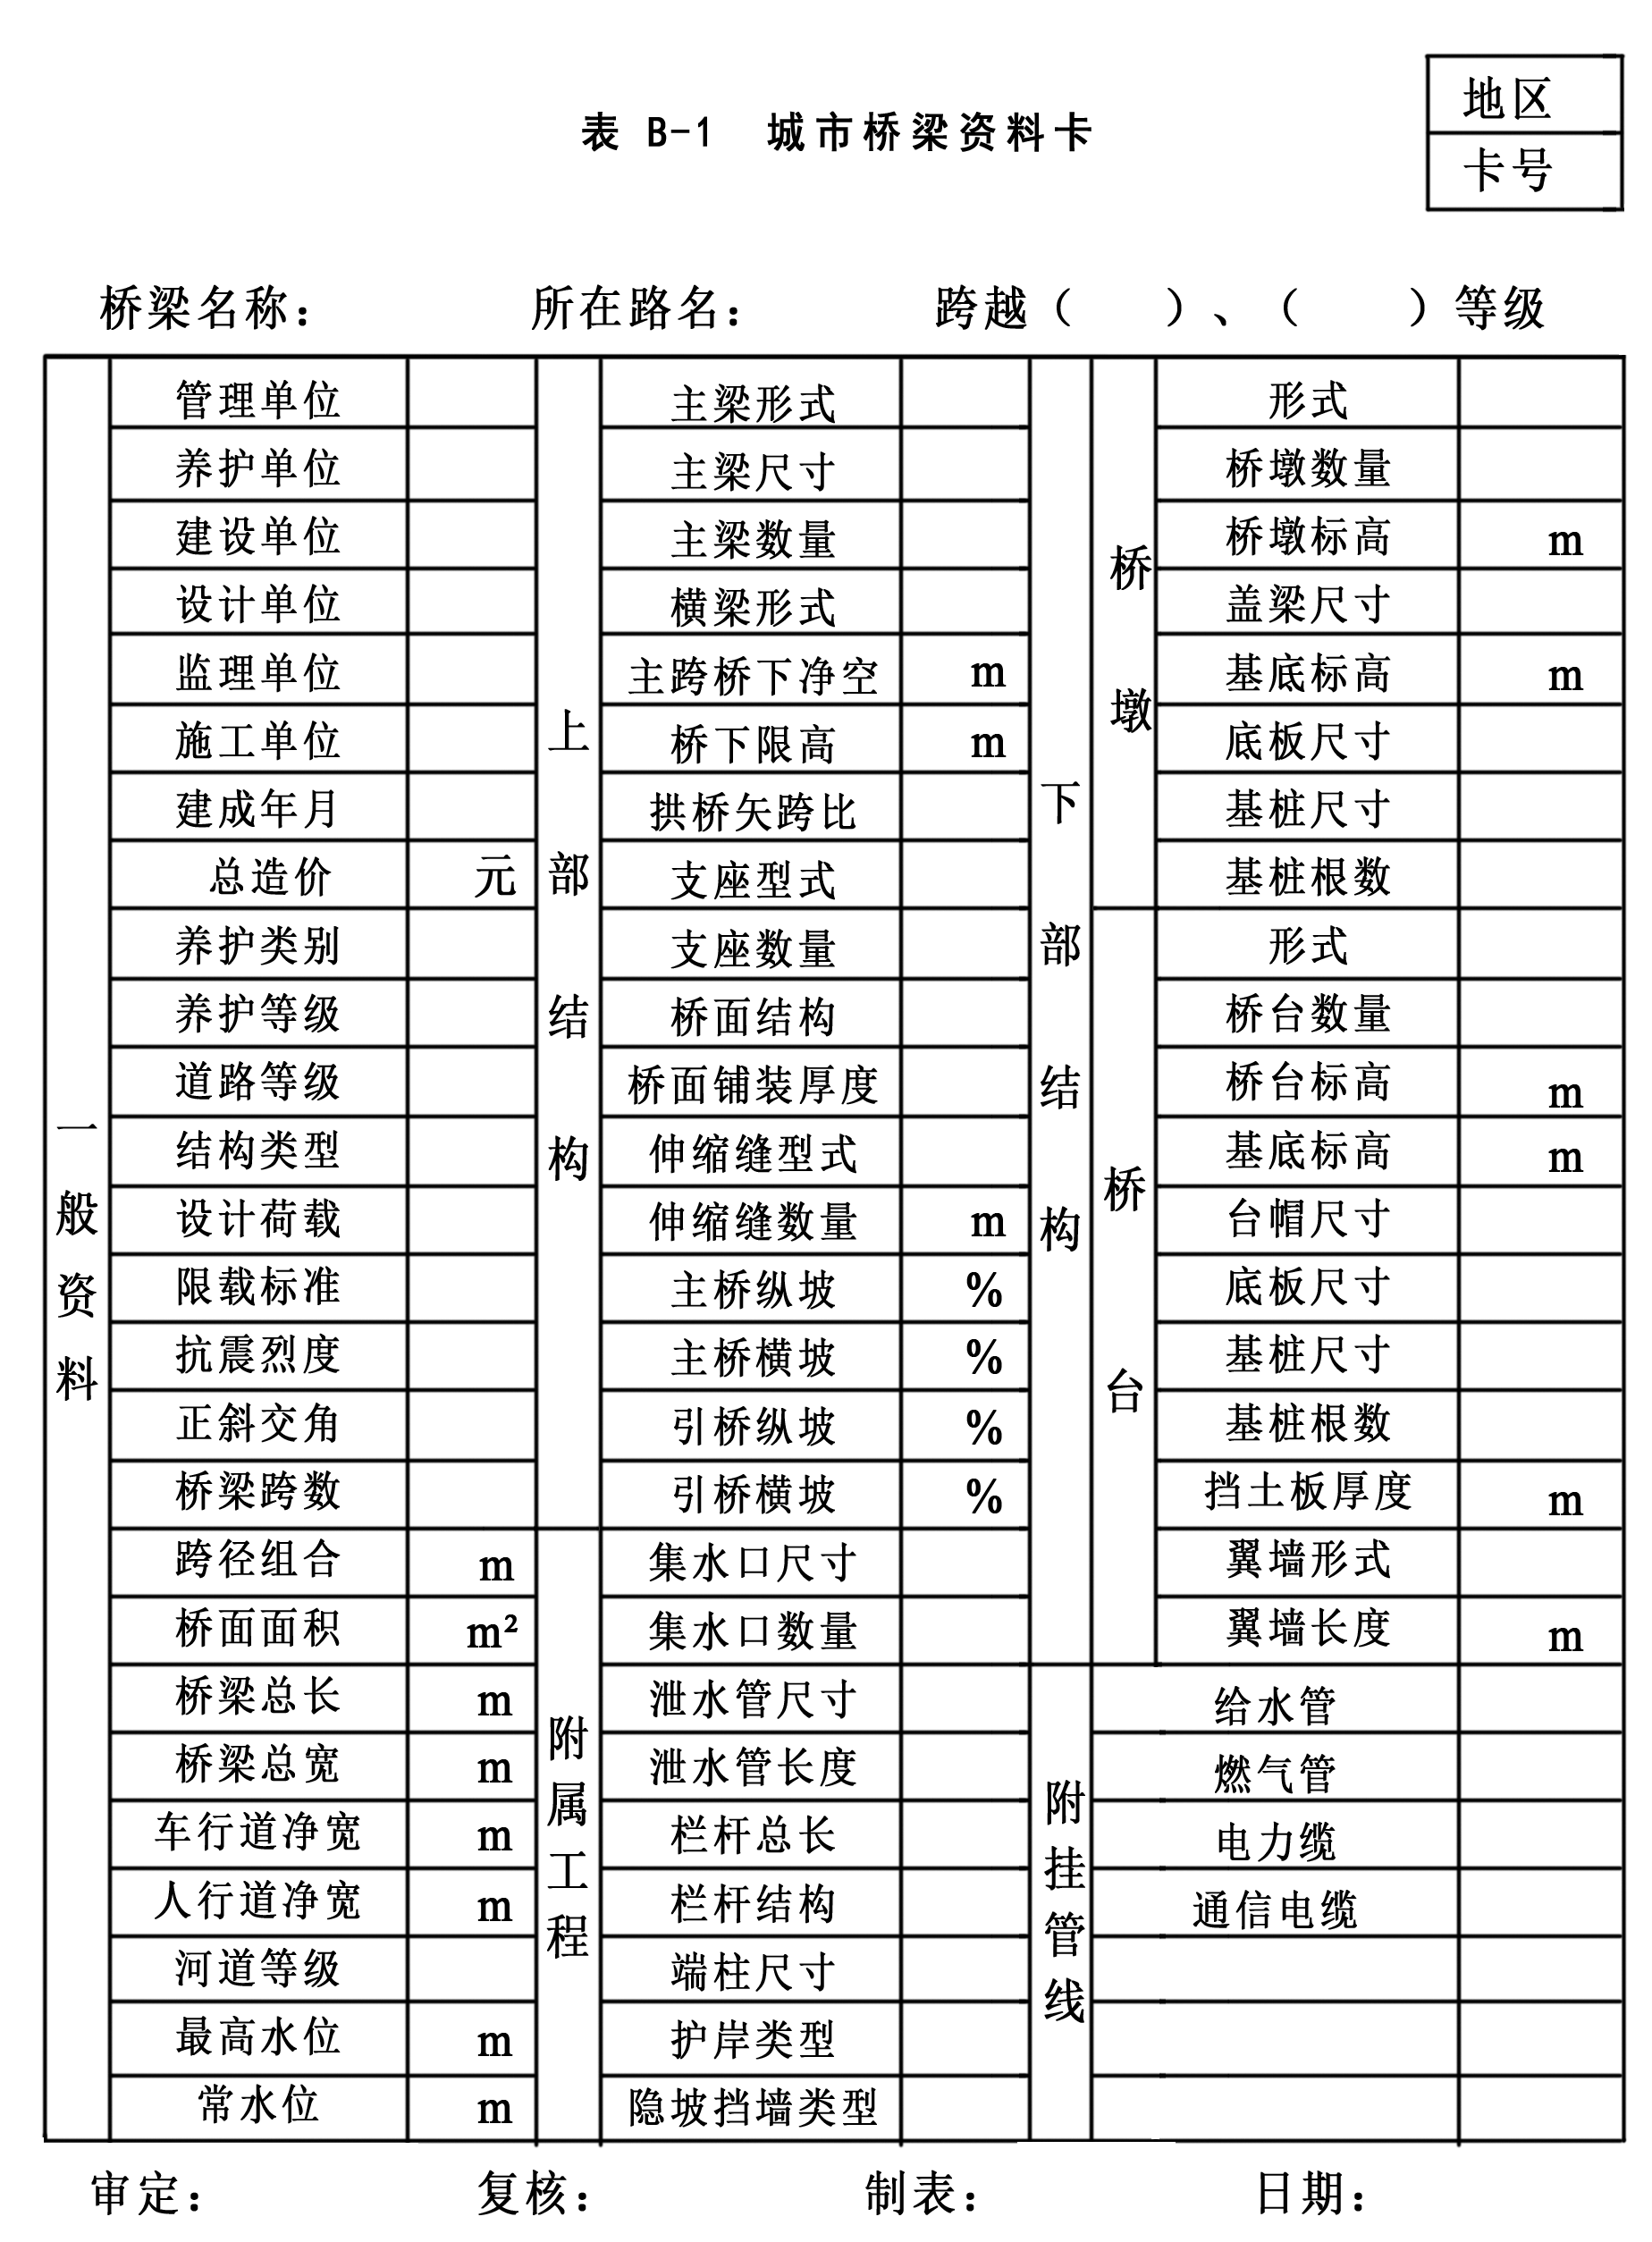 地区
卡号
表 B-1 城市桥梁资料卡
桥梁名称： 所在路名： 跨越（ ）、（ ）等级
一般资料
管理单位
养护单位
建设单位
设计单位
监理单位
施工单位
建成年月
总造价 元
养护类别
养护等级
道路等级
结构类型
设计荷载
限载标准
抗震烈度
正斜交角
桥梁跨数
跨径组合 m
桥面面积 m²
桥梁总长 m
桥梁总宽 m
车行道净宽 m
人行道净宽 m
河道等级
最高水位 m
常水位 m
上部结构
主梁形式
主梁尺寸
主梁数量
横梁形式
主跨桥下净空 m
桥下限高 m
拱桥矢跨比
支座型式
支座数量
桥面结构
桥面铺装厚度
伸缩缝型式
伸缩缝数量 m
主桥纵坡 %
主桥横坡 %
引桥纵坡 %
引桥横坡 %
附属工程
集水口尺寸
集水口数量
泄水管尺寸
泄水管长度
栏杆总长
栏杆结构
端柱尺寸
护岸类型
隐坡挡墙类型
下部结构
桥墩
形式
桥墩数量
桥墩标高 m
盖梁尺寸
基底标高 m
底板尺寸
基桩尺寸
基桩根数
桥台
形式
桥台数量
桥台标高 m
基底标高 m
台帽尺寸
底板尺寸
基桩尺寸
基桩根数
挡土板厚度 m
翼墙形式
翼墙长度 m
附挂管线
给水管
燃气管
电力缆
通信电缆
审定： 复核： 制表： 日期：